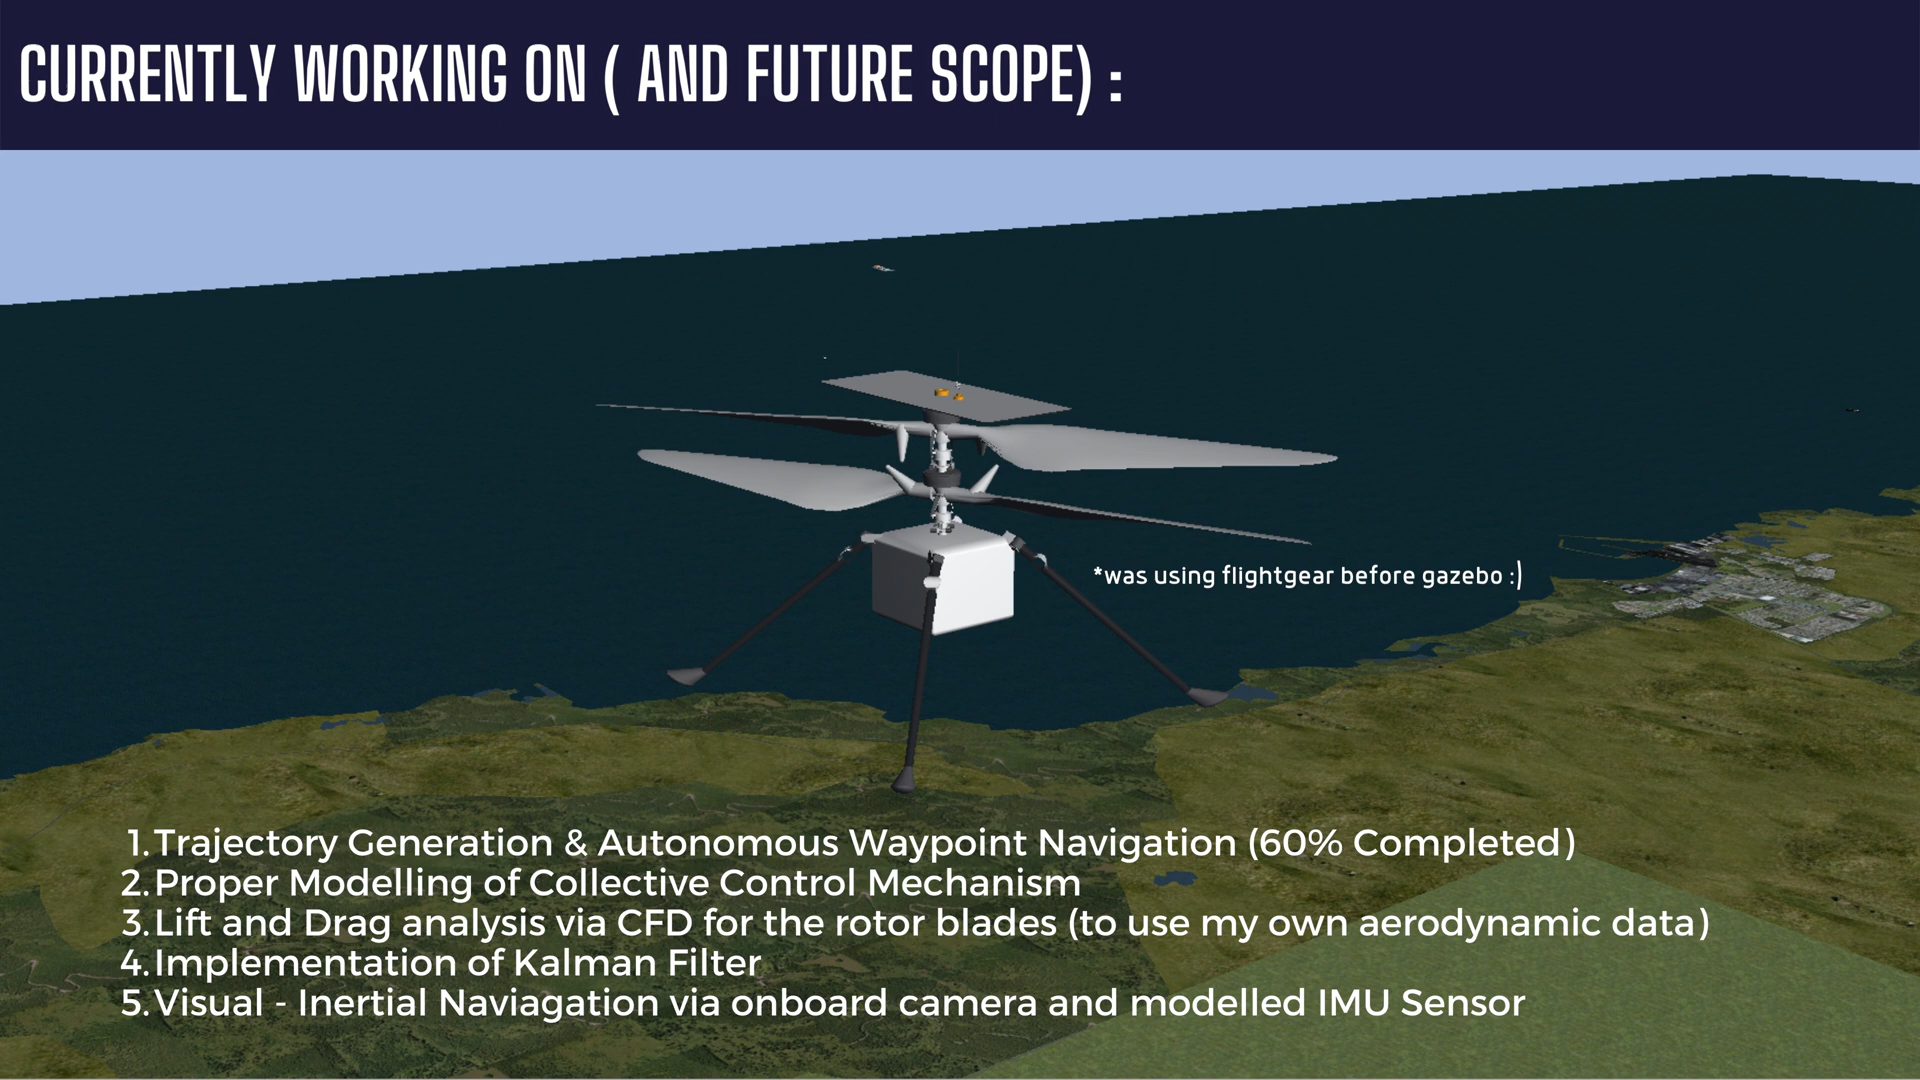 CURRENTLY WORKING ON ( AND FUTURE SCOPE) :
*was using flightgear before gazebo :)
1. Trajectory Generation & Autonomous Waypoint Navigation (60% Completed)
2. Proper Modelling of Collective Control Mechanism
3. Lift and Drag analysis via CFD for the rotor blades (to use my own aerodynamic data)
4. Implementation of Kalman Filter
5. Visual - Inertial Naviagation via onboard camera and modelled IMU Sensor